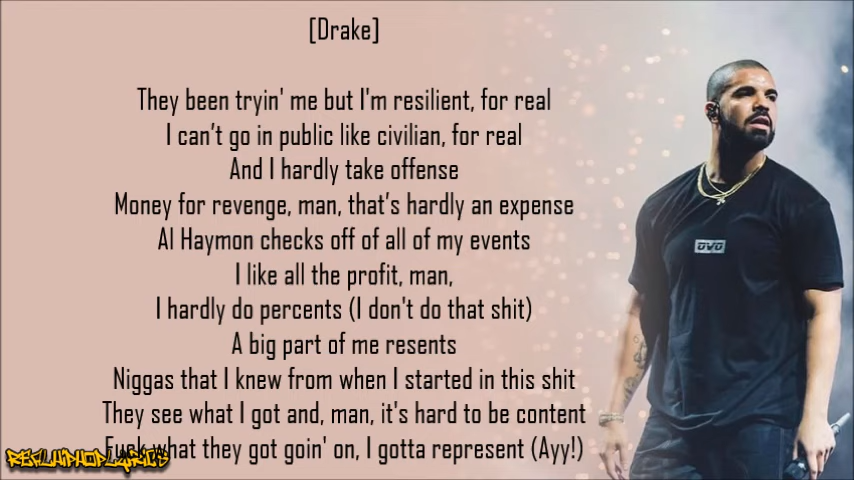 [Drake]
They been tryin' me but I'm resilient, for real
I can't go in public like civilian, for real
And I hardly take offense
Money for revenge, man, that's hardly an expense
Al Haymon checks off of all of my events
I like all the profit, man,
I hardly do percents (I don't do that shit)
A big part of me resents
Niggas that I knew from when I started in this shit
They see what I got and, man, it's hard to be content
Fuck what they got goin' on, I gotta represent (Ayy!)
OVO
REALHIPHOPLYRICS